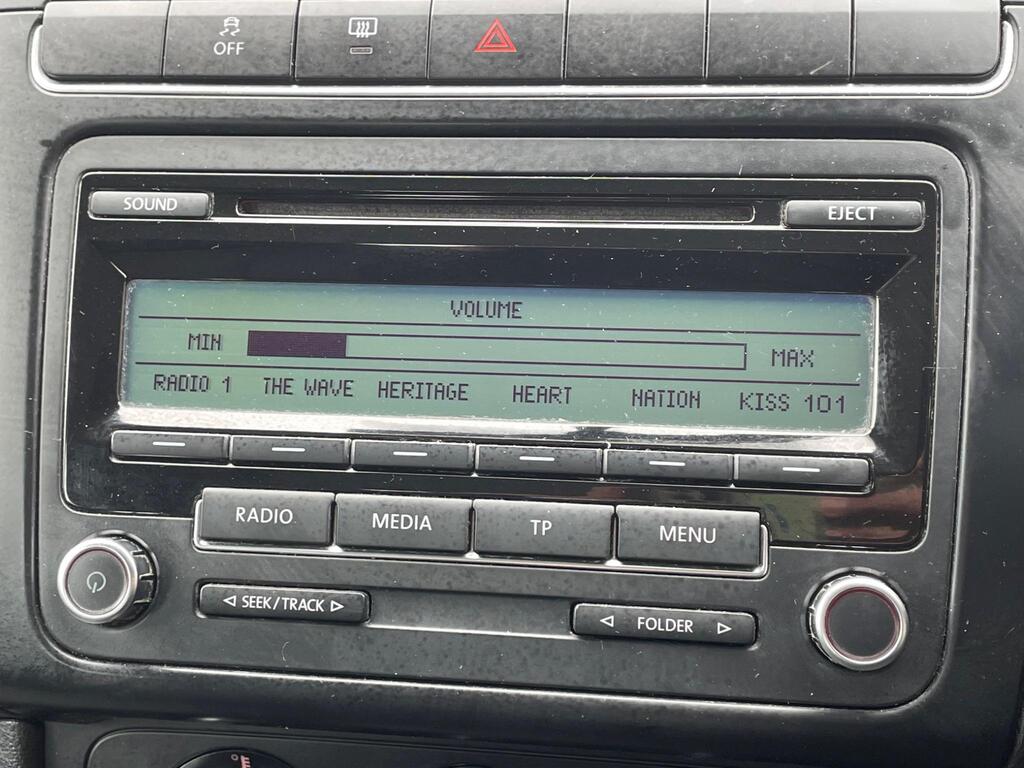 OFF
SOUND
EJECT
VOLUME
MIN
MAX
RADIO 1 THE WAVE HERITAGE HEART NATION KISS 101
RADIO MEDIA TP MENU
SEEK/TRACK
FOLDER